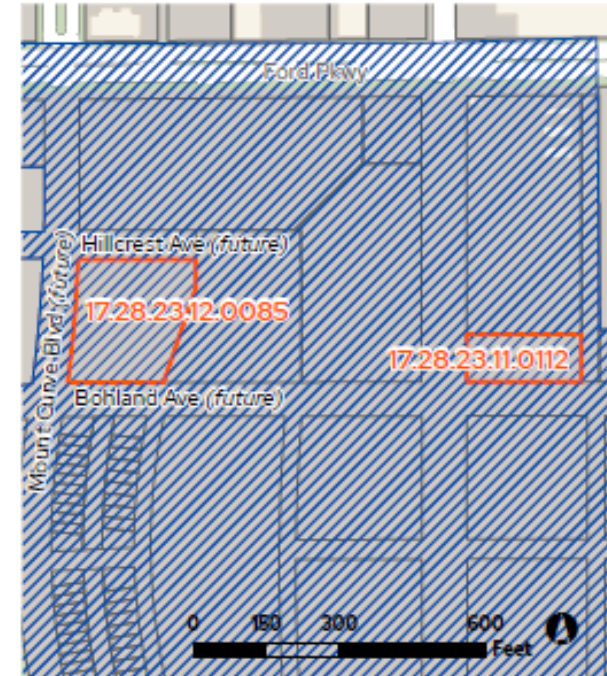 Ford Pkwy
Hillcrest Ave (future)
17.28.23.12.0085
17.28.23.11.0112
Bohland Ave (future)
Mount Curve Blvd (future)
0 150 300 600
Feet